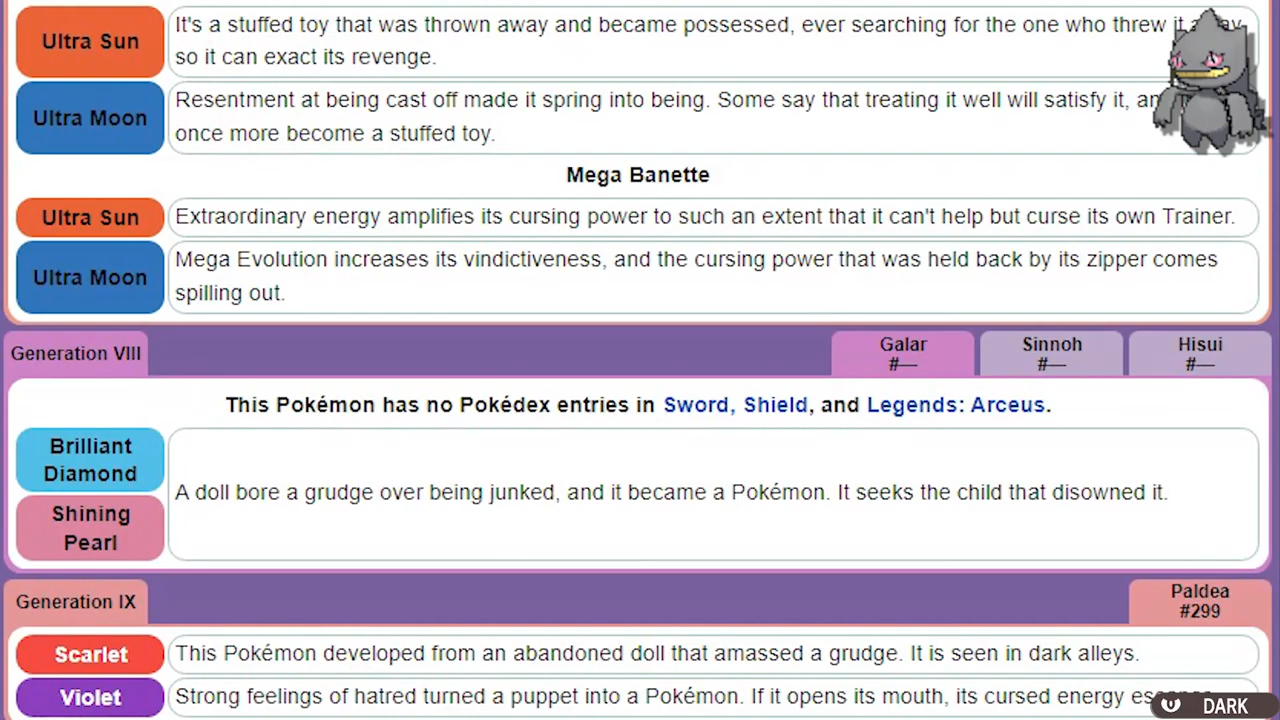 Ultra Sun
It's a stuffed toy that was thrown away and became possessed, ever searching for the one who threw it away
so it can exact its revenge.
Ultra Moon
Resentment at being cast off made it spring into being. Some say that treating it well will satisfy it,
once more become a stuffed toy.
Mega Banette
Ultra Sun
Extraordinary energy amplifies its cursing power to such an extent that it can't help but curse its own Trainer.
Ultra Moon
Mega Evolution increases its vindictiveness, and the cursing power that was held back by its zipper comes
spilling out.
Generation VIII
Galar
#—
Sinnoh
#—
Hisui
#—
This Pokémon has no Pokédex entries in Sword, Shield, and Legends: Arceus.
Brilliant
Diamond
Shining
Pearl
A doll bore a grudge over being junked, and it became a Pokémon. It seeks the child that disowned it.
Generation IX
Paldea
#299
Scarlet
This Pokémon developed from an abandoned doll that amassed a grudge. It is seen in dark alleys.
Violet
Strong feelings of hatred turned a puppet into a Pokémon. If it opens its mouth, its cursed energy
DARK